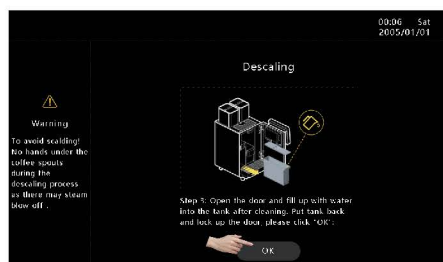 00:06 Sat
2005/01/01
Descaling
Warning
To avoid scalding!
No hands under the
coffee spouts
during the
descaling process
as there may steam
blow off .
Step 3: Open the door and fill up with water
into the tank after cleaning. Put tank back
and lock up the door, please click "OK":
OK